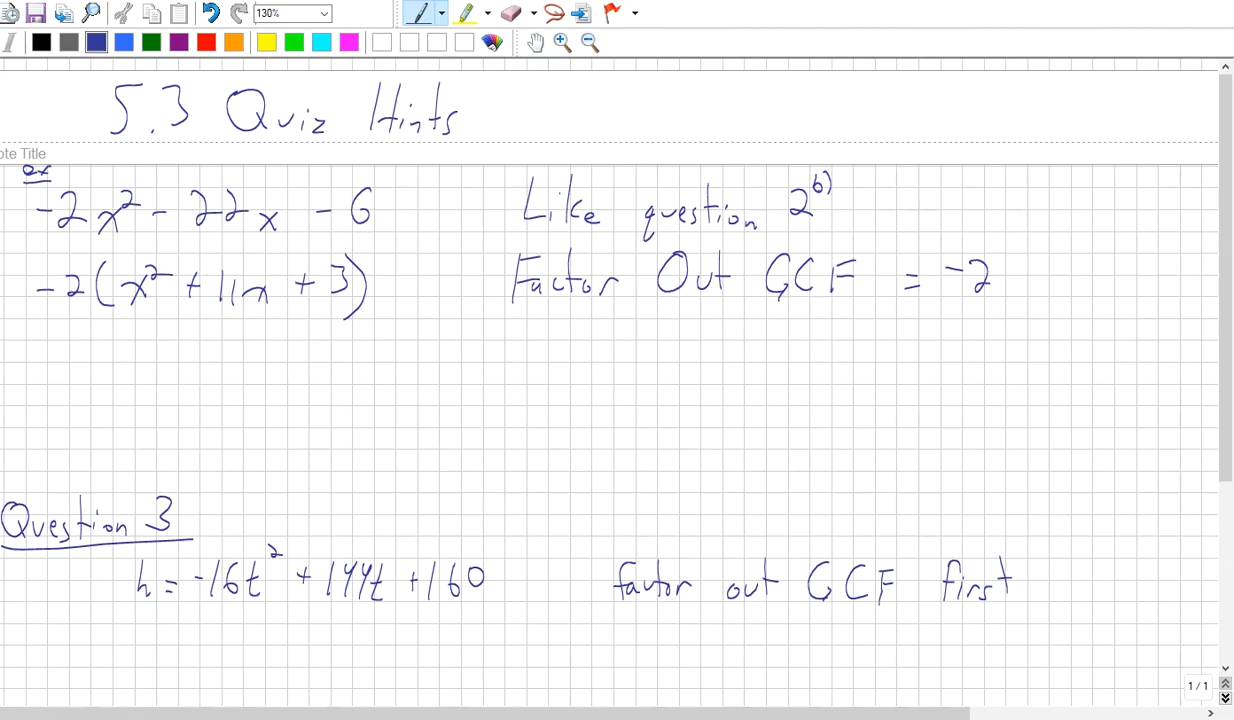 130%
5.3 Quiz Hints
ote Title
ex
-2x² - 22x - 6 Like question 2 b)
-2(x² + 11x + 3) Factor Out GCF = -2
Question 3
h = -16t² + 144t + 160 factor out GCF first
1 / 1